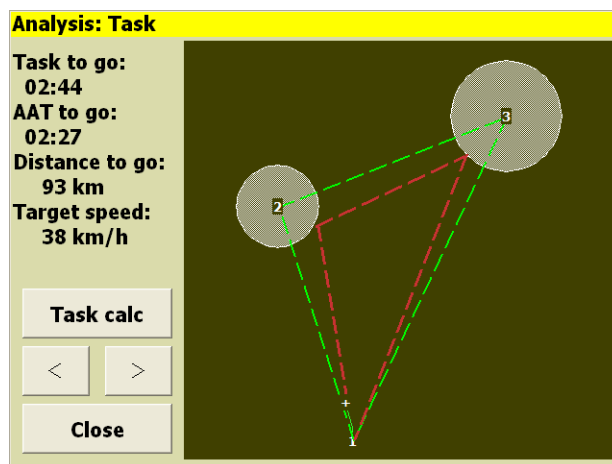 Analysis: Task
Task to go:
02:44
AAT to go:
02:27
Distance to go:
93 km
Target speed:
38 km/h
Task calc
< >
Close
3
2
1